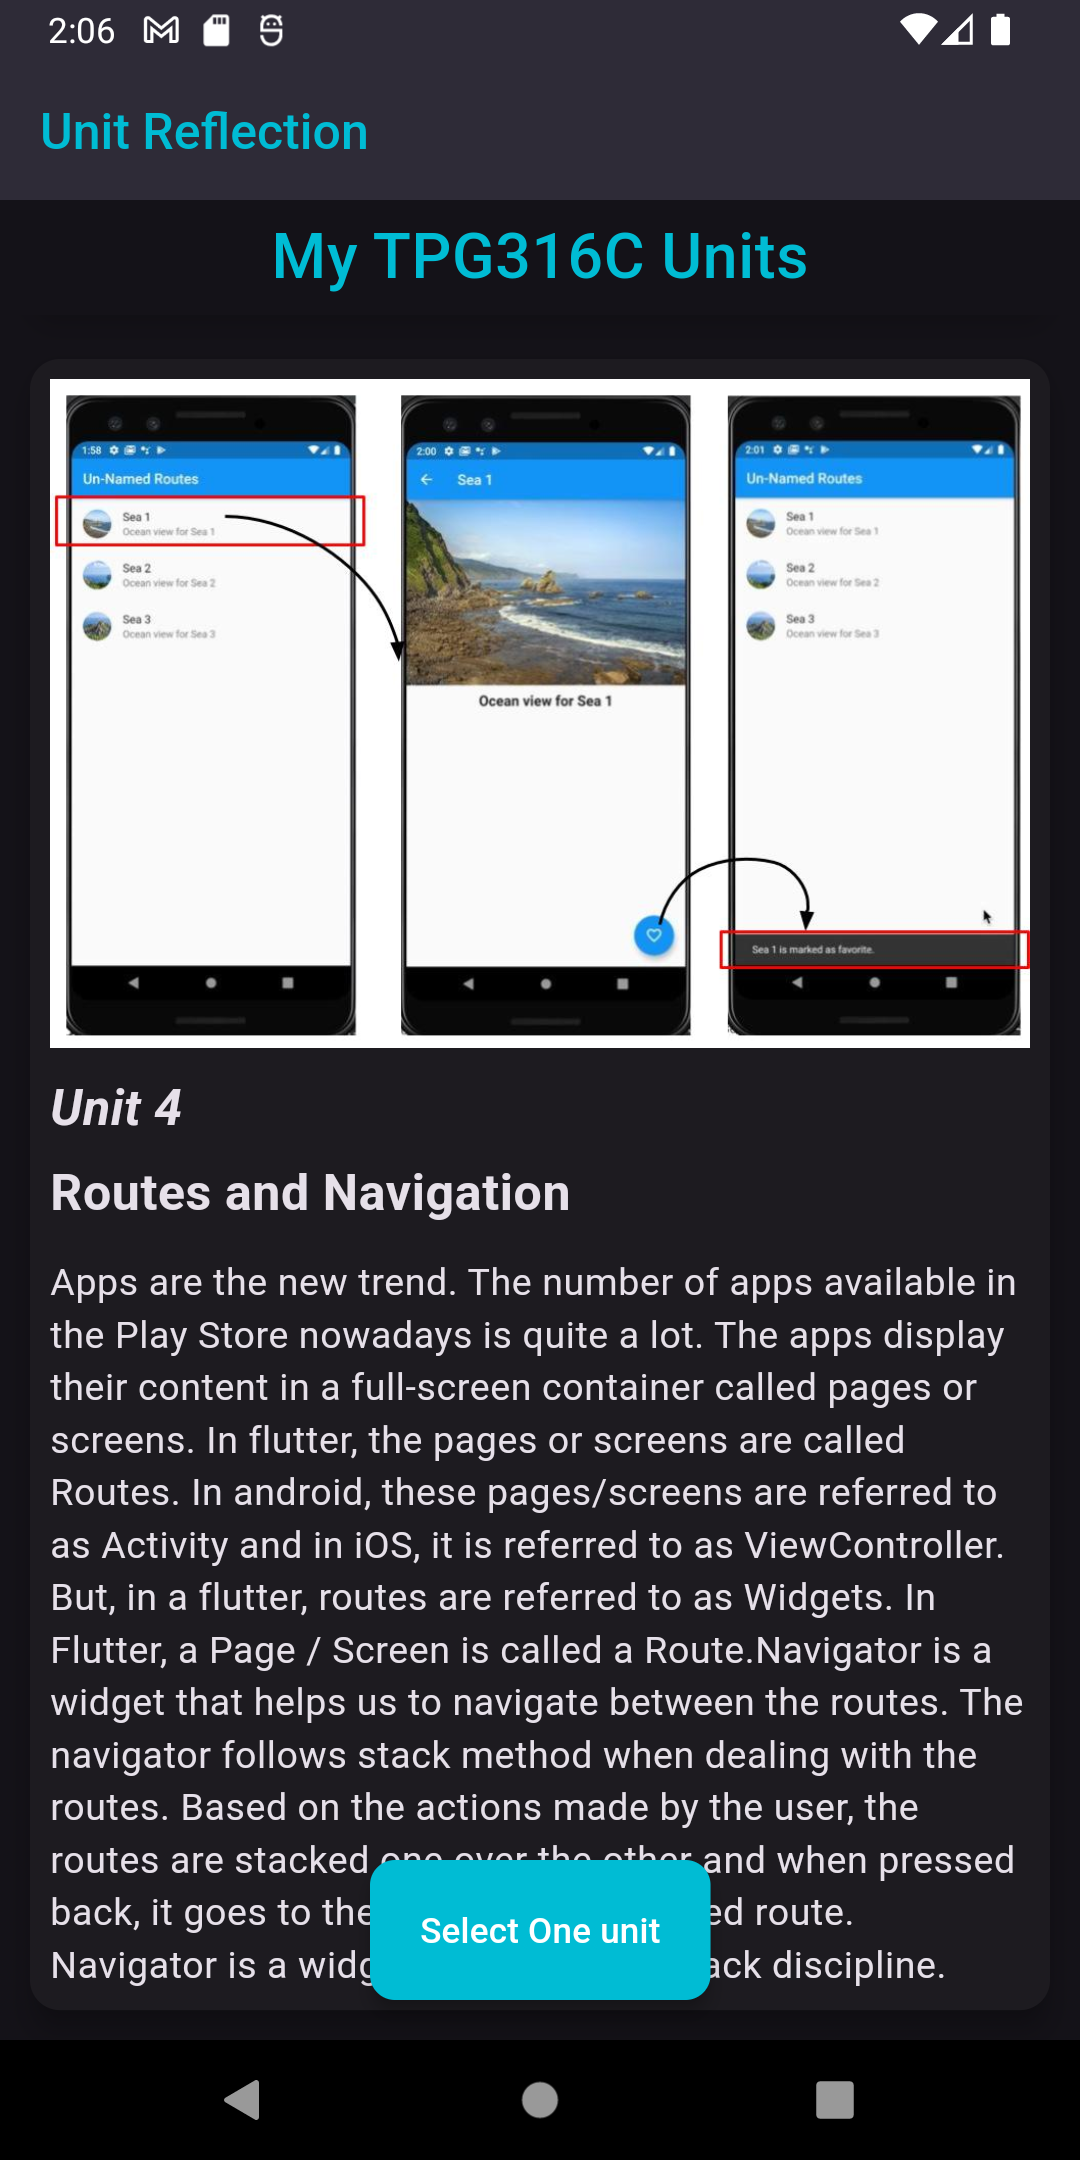 2:06
Unit Reflection
My TPG316C Units
1:58
Un-Named Routes
Sea 1
Ocean view for Sea 1
Sea 2
Ocean view for Sea 2
Sea 3
Ocean view for Sea 3
2:00
Sea 1
Ocean view for Sea 1
2:01
Un-Named Routes
Sea 1
Ocean view for Sea 1
Sea 2
Ocean view for Sea 2
Sea 3
Ocean view for Sea 3
Sea 1 is marked as favorite.
Unit 4
Routes and Navigation
Apps are the new trend. The number of apps available in
the Play Store nowadays is quite a lot. The apps display
their content in a full-screen container called pages or
screens. In flutter, the pages or screens are called
Routes. In android, these pages/screens are referred to
as Activity and in iOS, it is referred to as ViewController.
But, in a flutter, routes are referred to as Widgets. In
Flutter, a Page / Screen is called a Route.Navigator is a
widget that helps us to navigate between the routes. The
navigator follows stack method when dealing with the
routes. Based on the actions made by the user, the
routes are stacked one over the other and when pressed
back, it goes to the route.
Navigator is a discipline.
Select One unit